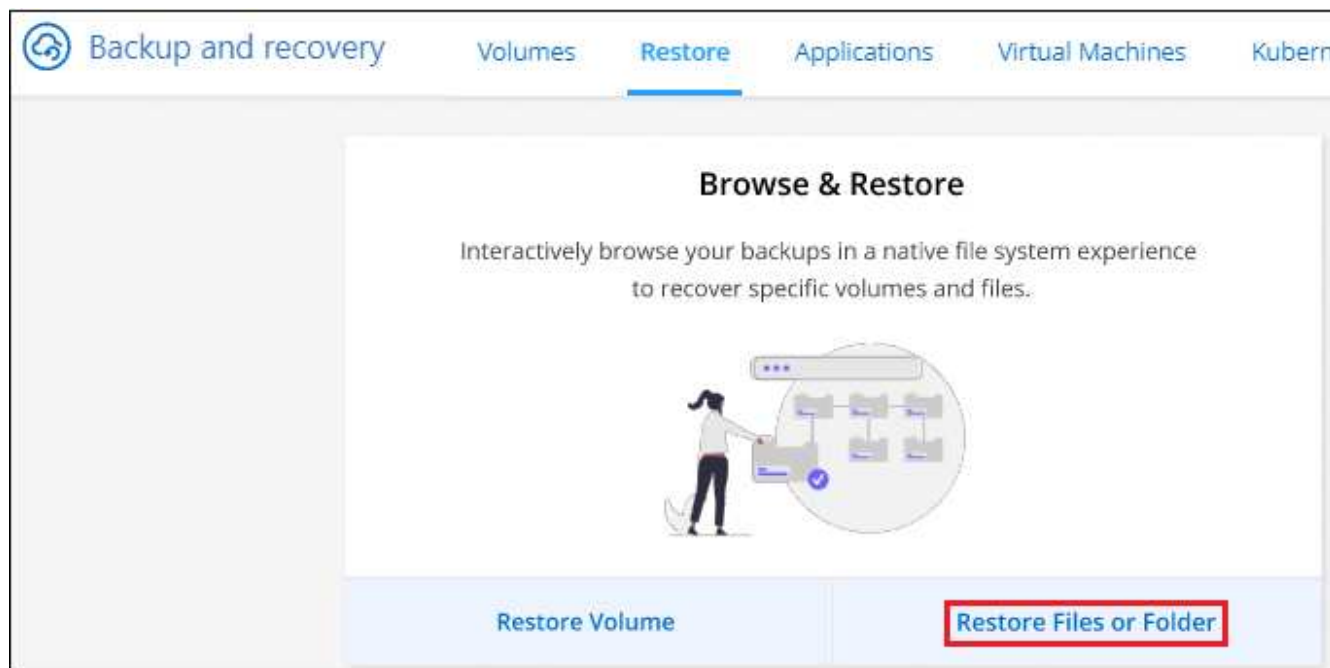 Backup and recovery Volumes Restore Applications Virtual Machines Kubern
Browse & Restore
Interactively browse your backups in a native file system experience
to recover specific volumes and files.
Restore Volume Restore Files or Folder